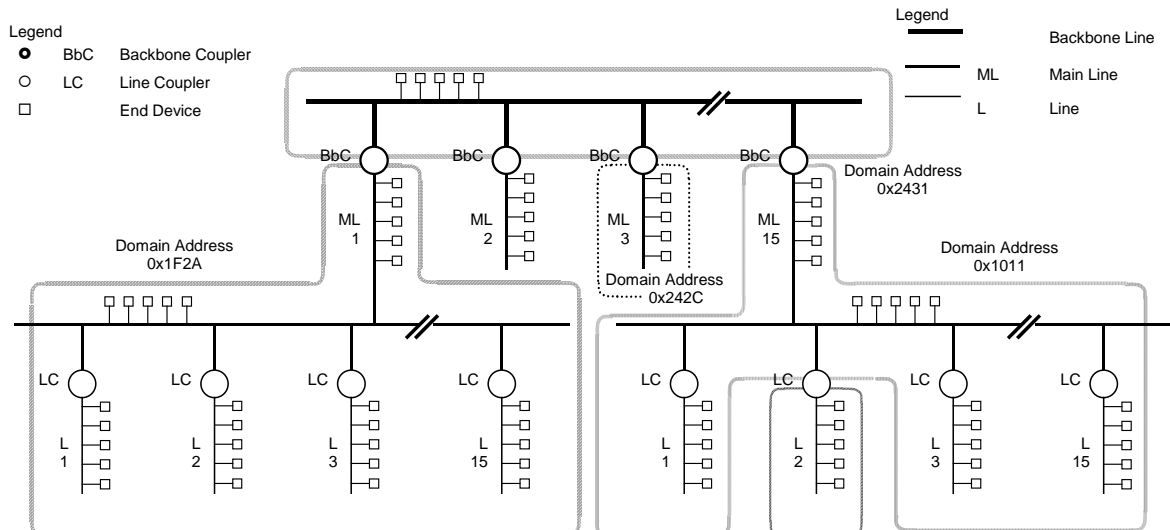 Legend
BbC Backbone Coupler
LC Line Coupler
End Device
Legend
Backbone Line
ML Main Line
L Line
BbC
BbC
BbC
BbC
Domain Address
0x2431
ML
1
ML
2
ML
3
ML
15
Domain Address
0x1F2A
Domain Address
0x242C
Domain Address
0x1011
LC
LC
LC
LC
LC
LC
LC
LC
L
1
L
2
L
3
L
15
L
1
L
2
L
3
L
15